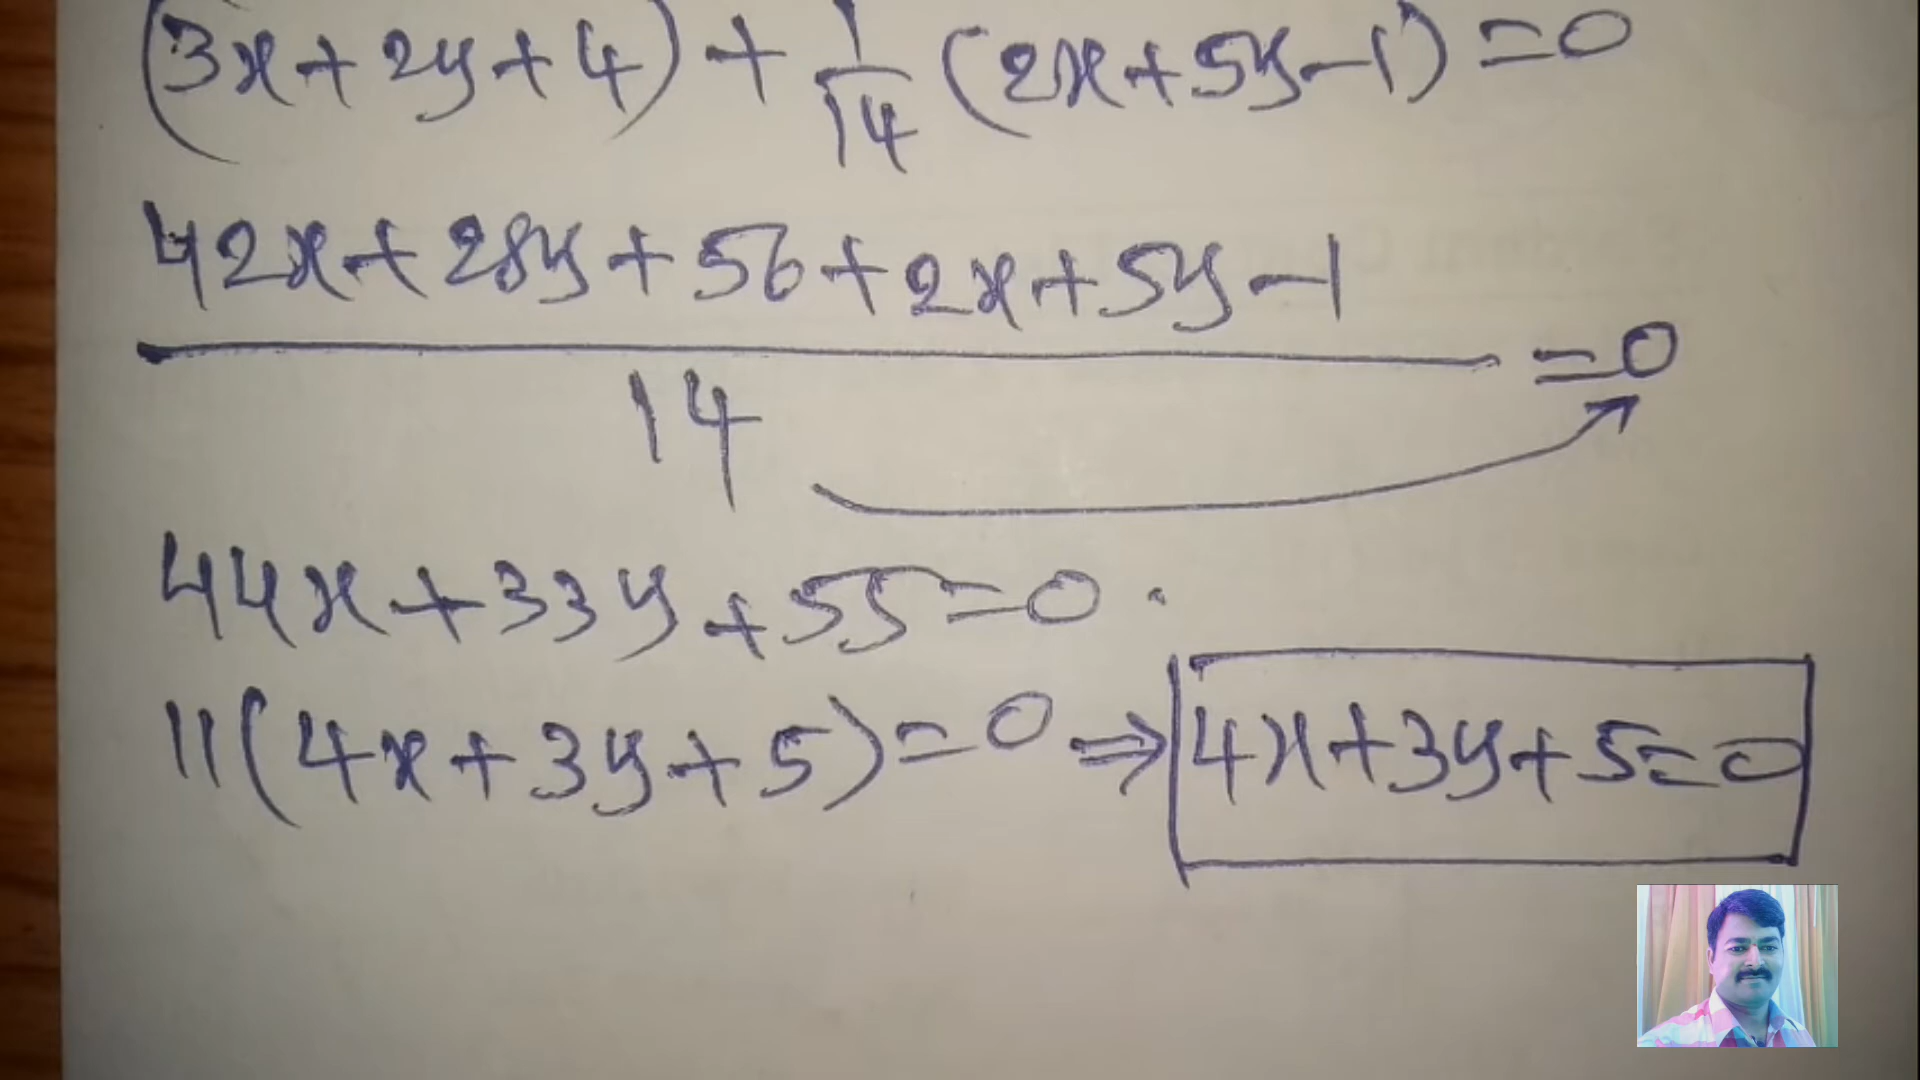 (3x+2y+4)+1/14(2x+5y-1)=0
42x+28y+56+2x+5y-1
=0
14
44x+33y+55=0.
11(4x+3y+5)=0⇒4x+3y+5=0